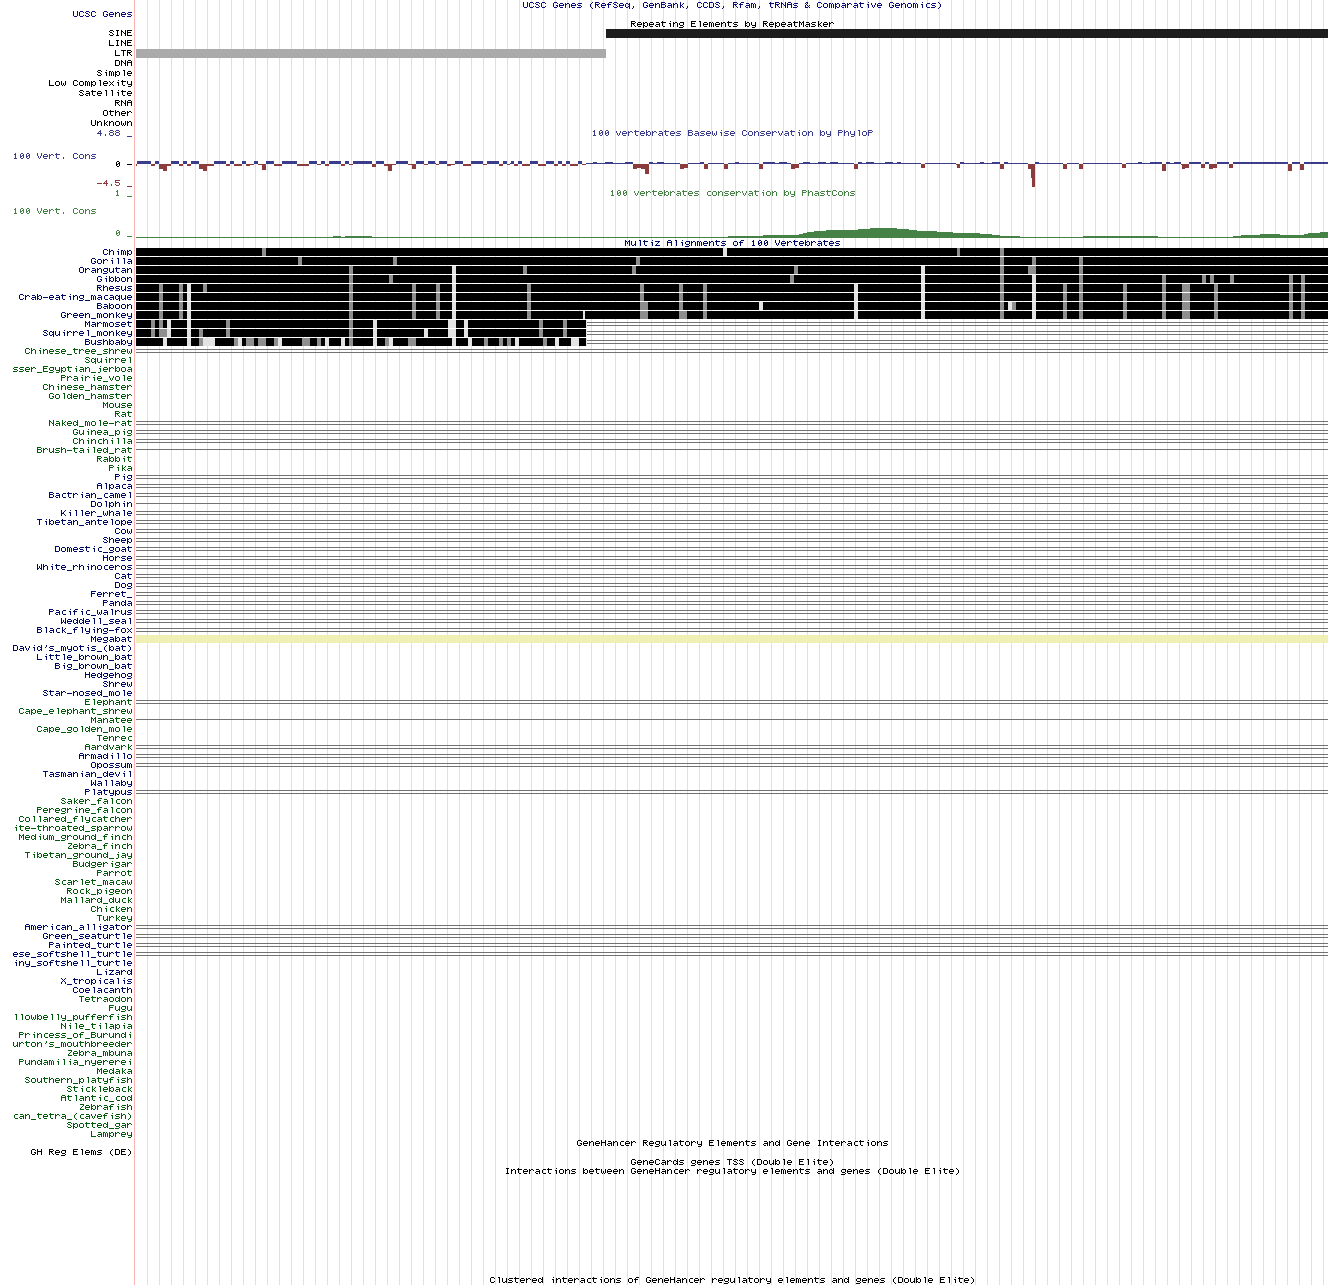 UCSC Genes (RefSeq, GenBank, CCDS, Rfam, tRNAs & Comparative Genomics)
UCSC Genes
Repeating Elements by RepeatMasker
SINE
LINE
LTR
DNA
Simple
Low Complexity
Satellite
RNA
Other
Unknown
4.88 _
100 vertebrates Basewise Conservation by PhyloP
100 Vert. Cons
0 -
-4.5 _
1 _
100 vertebrates conservation by PhastCons
100 Vert. Cons
0 _
Multiz Alignments of 100 Vertebrates
Chimp
Gorilla
Orangutan
Gibbon
Rhesus
Crab-eating_macaque
Baboon
Green_monkey
Marmoset
Squirrel_monkey
Bushbaby
Chinese_tree_shrew
Squirrel
sser_Egyptian_jerboa
Prairie_vole
Chinese_hamster
Golden_hamster
Mouse
Rat
Naked_mole-rat
Guinea_pig
Chinchilla
Brush-tailed_rat
Rabbit
Pika
Pig
Alpaca
Bactrian_camel
Dolphin
Killer_whale
Tibetan_antelope
Cow
Sheep
Domestic_goat
Horse
White_rhinoceros
Cat
Dog
Ferret_
Panda
Pacific_walrus
Weddell_seal
Black_flying-fox
Megabat
David's_myotis_(bat)
Little_brown_bat
Big_brown_bat
Hedgehog
Shrew
Star-nosed_mole
Elephant
Cape_elephant_shrew
Manatee
Cape_golden_mole
Tenrec
Aardvark
Armadillo
Opossum
Tasmanian_devil
Wallaby
Platypus
Saker_falcon
Peregrine_falcon
Collared_flycatcher
ite-throated_sparrow
Medium_ground_finch
Zebra_finch
Tibetan_ground_jay
Budgerigar
Parrot
Scarlet_macaw
Rock_pigeon
Mallard_duck
Chicken
Turkey
American_alligator
Green_seaturtle
Painted_turtle
ese_softshell_turtle
iny_softshell_turtle
Lizard
X_tropicalis
Coelacanth
Tetraodon
Fugu
llowbelly_pufferfish
Nile_tilapia
Princess_of_Burundi
urton's_mouthbreeder
Zebra_mbuna
Pundamilia_nyererei
Medaka
Southern_platyfish
Stickleback
Atlantic_cod
Zebrafish
can_tetra_(cavefish)
Spotted_gar
Lamprey
GeneHancer Regulatory Elements and Gene Interactions
GH Reg Elems (DE)
GeneCards genes TSS (Double Elite)
Interactions between GeneHancer regulatory elements and genes (Double Elite)
Clustered interactions of GeneHancer regulatory elements and genes (Double Elite)